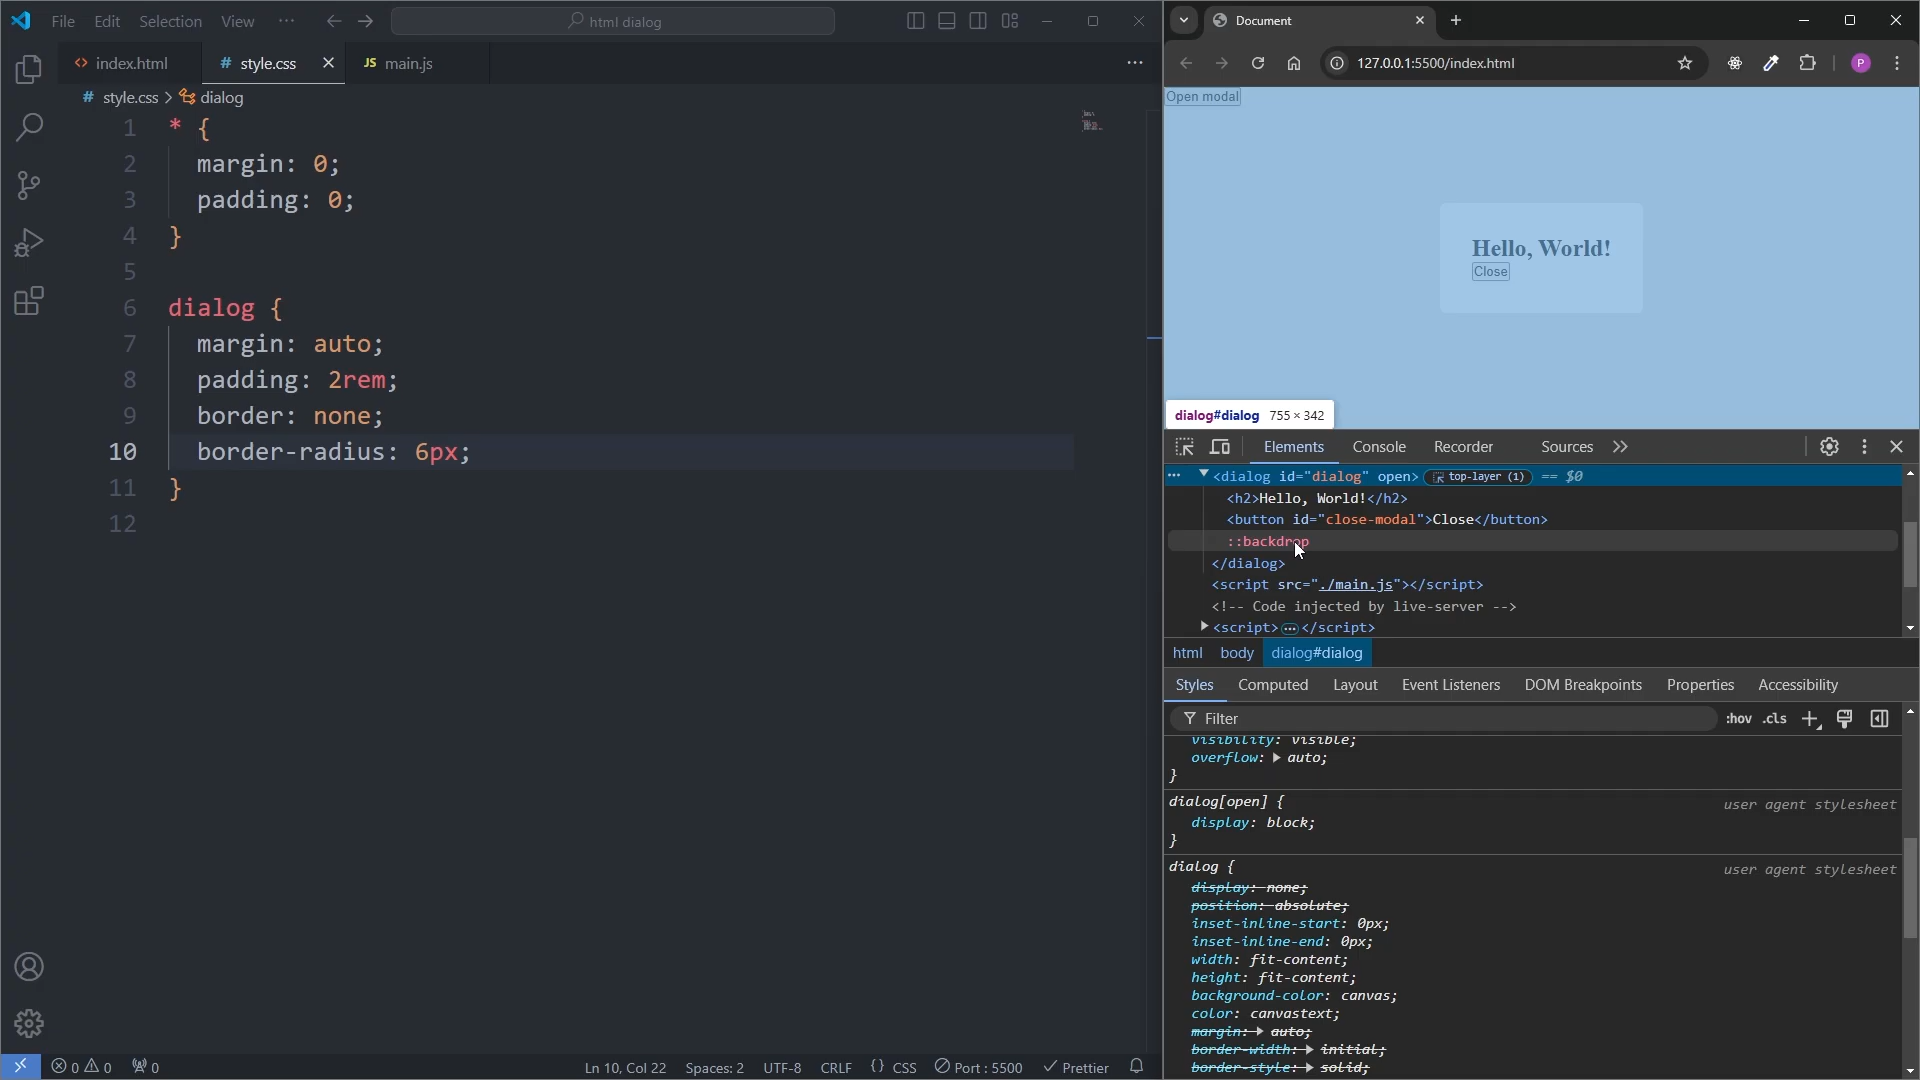 File Edit Selection View ··· html dialog
index.html # style.css JS main.js ···
# style.css > dialog
1 * {
2 margin: 0;
3 padding: 0;
4 }
5
6 dialog {
7 margin: auto;
8 padding: 2rem;
9 border: none;
10 border-radius: 6px;
11 }
12
0 0 0 Ln 10, Col 22 Spaces: 2 UTF-8 CRLF {} CSS Port : 5500 Prettier
Document
127.0.0.1:5500/index.html P
Open modal
Hello, World!
Close
dialog#dialog 755 × 342
Elements Console Recorder Sources
··· <dialog id="dialog" open> top-layer (1) == $0
<h2>Hello, World!</h2>
<button id="close-modal">Close</button>
::backdrop
</dialog>
<script src="./main.js"></script>
<!-- Code injected by live-server -->
<script>···</script>
html body dialog#dialog
Styles Computed Layout Event Listeners DOM Breakpoints Properties Accessibility
Filter :hov .cls
visibility: visible;
overflow: auto;
}
dialog[open] { user agent stylesheet
display: block;
}
dialog { user agent stylesheet
display: none;
position: absolute;
inset-inline-start: 0px;
inset-inline-end: 0px;
width: fit-content;
height: fit-content;
background-color: canvas;
color: canvastext;
margin: auto;
border-width: initial;
border-style: solid;